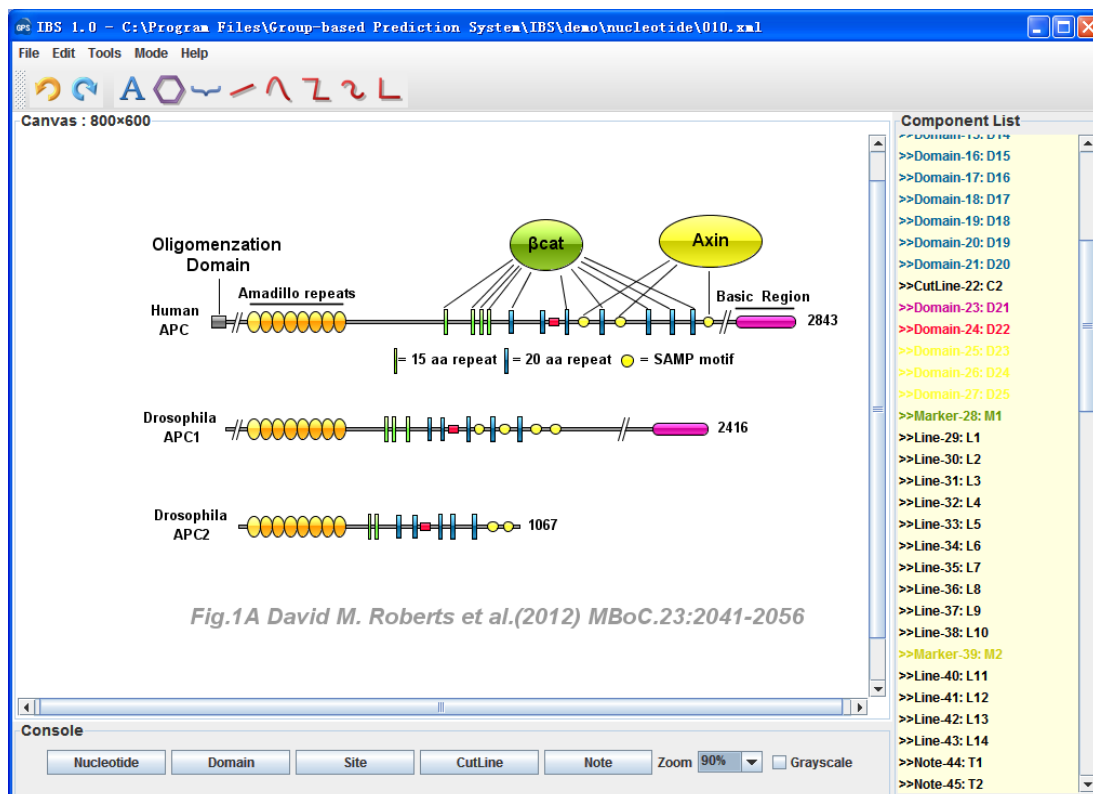 IBS 1.0 - C:\Program Files\Group-based Prediction System\IBS\demo\nucleotide\010.xml
File Edit Tools Mode Help
Canvas : 800×600
βcat
Axin
Oligomenzation
Domain
Amadillo repeats
Basic Region
Human
APC
2843
= 15 aa repeat
= 20 aa repeat
= SAMP motif
Drosophila
APC1
2416
Drosophila
APC2
1067
Fig.1A David M. Roberts et al.(2012) MBoC.23:2041-2056
Component List
>>Domain-15: D14
>>Domain-16: D15
>>Domain-17: D16
>>Domain-18: D17
>>Domain-19: D18
>>Domain-20: D19
>>Domain-21: D20
>>CutLine-22: C2
>>Domain-23: D21
>>Domain-24: D22
>>Domain-25: D23
>>Domain-26: D24
>>Domain-27: D25
>>Marker-28: M1
>>Line-29: L1
>>Line-30: L2
>>Line-31: L3
>>Line-32: L4
>>Line-33: L5
>>Line-34: L6
>>Line-35: L7
>>Line-36: L8
>>Line-37: L9
>>Line-38: L10
>>Marker-39: M2
>>Line-40: L11
>>Line-41: L12
>>Line-42: L13
>>Line-43: L14
>>Note-44: T1
>>Note-45: T2
Console
Nucleotide Domain Site CutLine Note Zoom 90% Grayscale